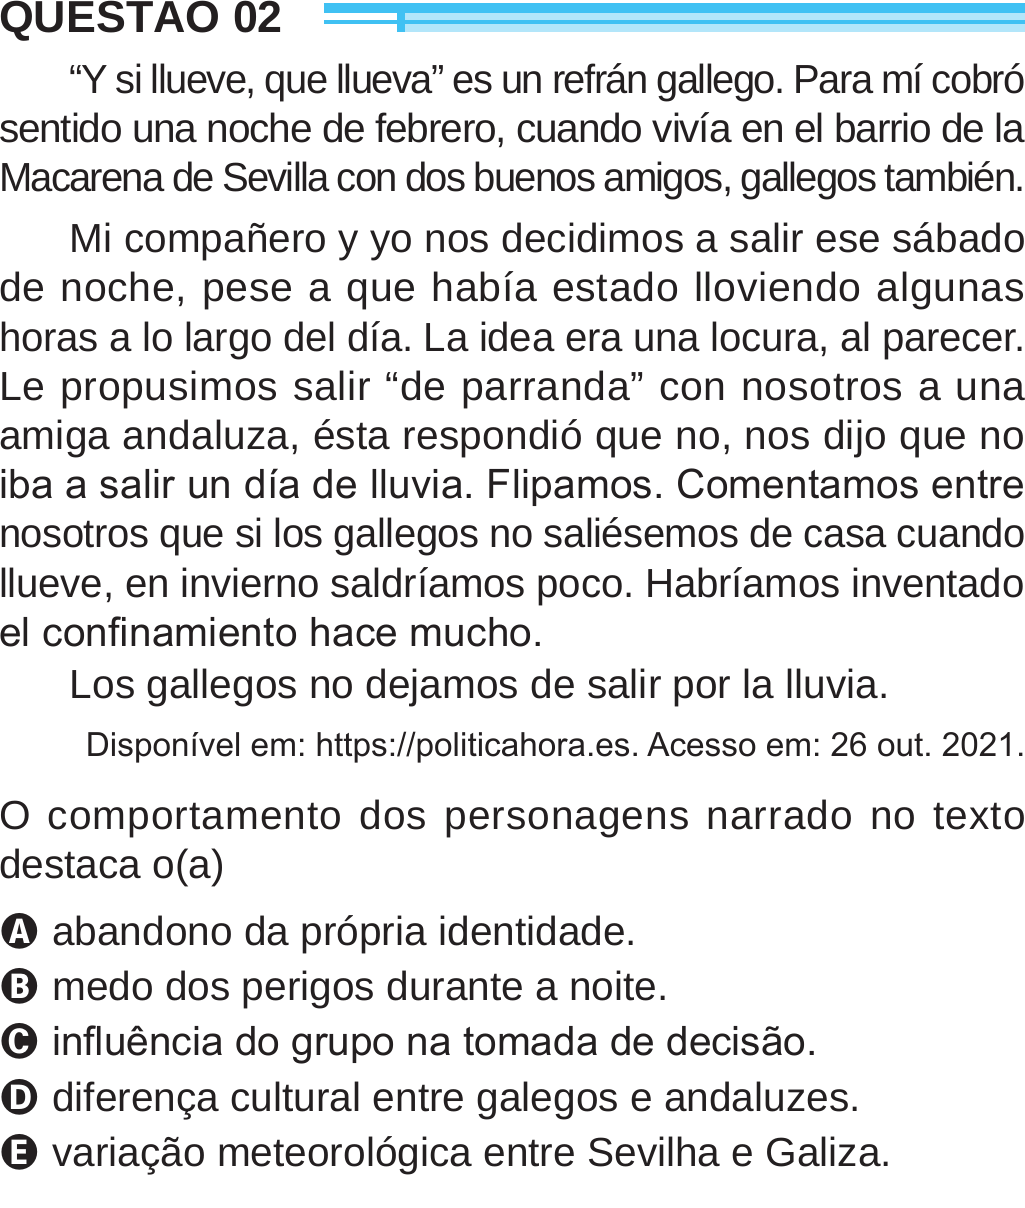 QUESTÃO 02
“Y si llueve, que llueva” es un refrán gallego. Para mí cobró
sentido una noche de febrero, cuando vivía en el barrio de la
Macarena de Sevilla con dos buenos amigos, gallegos también.
Mi compañero y yo nos decidimos a salir ese sábado
de noche, pese a que había estado lloviendo algunas
horas a lo largo del día. La idea era una locura, al parecer.
Le propusimos salir “de parranda” con nosotros a una
amiga andaluza, ésta respondió que no, nos dijo que no
iba a salir un día de lluvia. Flipamos. Comentamos entre
nosotros que si los gallegos no saliésemos de casa cuando
llueve, en invierno saldríamos poco. Habríamos inventado
el confinamiento hace mucho.
Los gallegos no dejamos de salir por la lluvia.
Disponível em: https://politicahora.es. Acesso em: 26 out. 2021.
O comportamento dos personagens narrado no texto
destaca o(a)
A abandono da própria identidade.
B medo dos perigos durante a noite.
C influência do grupo na tomada de decisão.
D diferença cultural entre galegos e andaluzes.
E variação meteorológica entre Sevilha e Galiza.